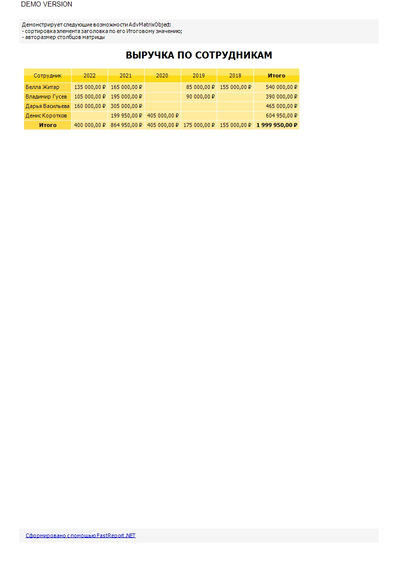 DEMO VERSION
Демонстрирует следующие возможности AdvMatrixObject:
- сортировка элемента заголовка по его Итоговому значению;
- авторазмер столбцов матрицы
ВЫРУЧКА ПО СОТРУДНИКАМ
Сотрудник 2022 2021 2020 2019 2018 Итого
Белла Житар 135 000,00 ₽ 165 000,00 ₽ 85 000,00 ₽ 155 000,00 ₽ 540 000,00 ₽
Владимир Гусев 105 000,00 ₽ 195 000,00 ₽ 90 000,00 ₽ 390 000,00 ₽
Дарья Васильева 160 000,00 ₽ 305 000,00 ₽ 465 000,00 ₽
Денис Коротков 199 950,00 ₽ 405 000,00 ₽ 604 950,00 ₽
Итого 400 000,00 ₽ 864 950,00 ₽ 405 000,00 ₽ 175 000,00 ₽ 155 000,00 ₽ 1 999 950,00 ₽
Сформировано с помощью FastReport.NET